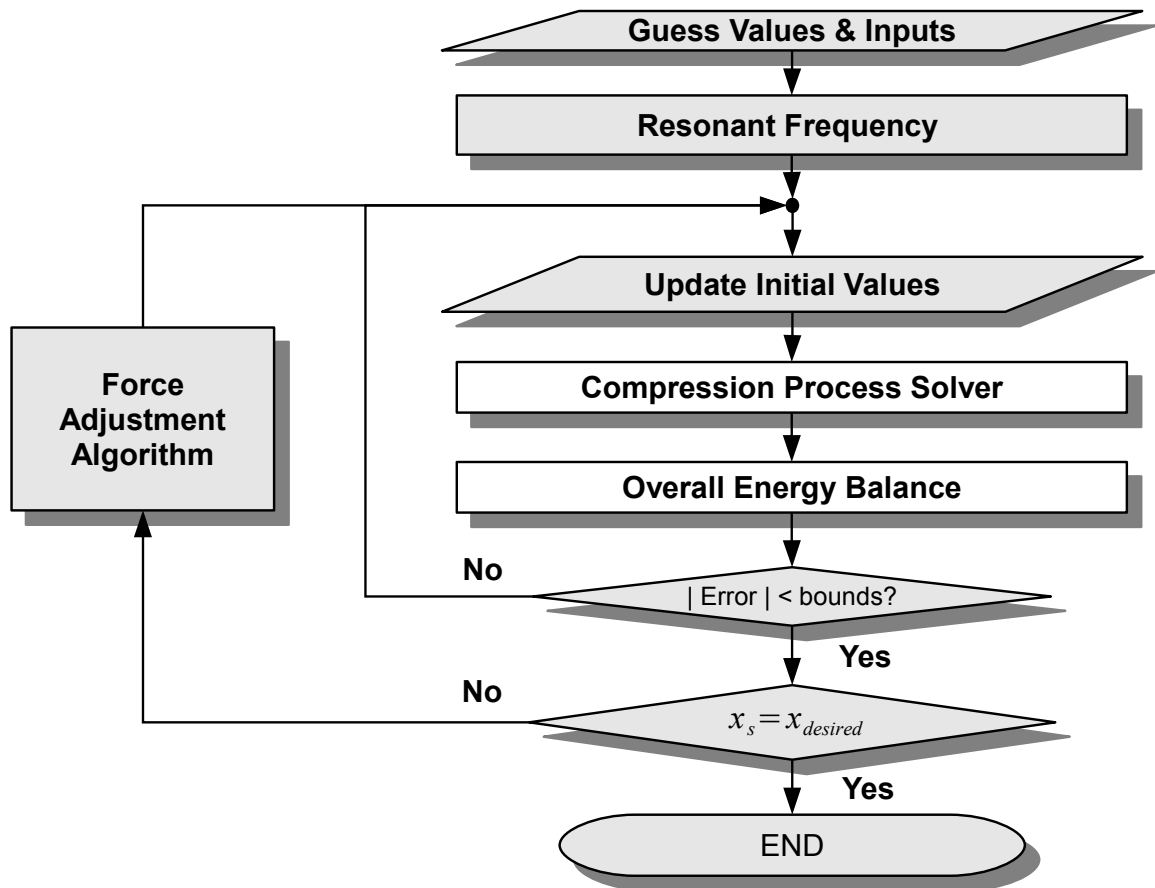 Guess Values & Inputs
Resonant Frequency
Update Initial Values
Force
Adjustment
Algorithm
Compression Process Solver
Overall Energy Balance
No
| Error | < bounds?
Yes
No
x_s = x_desired
Yes
END